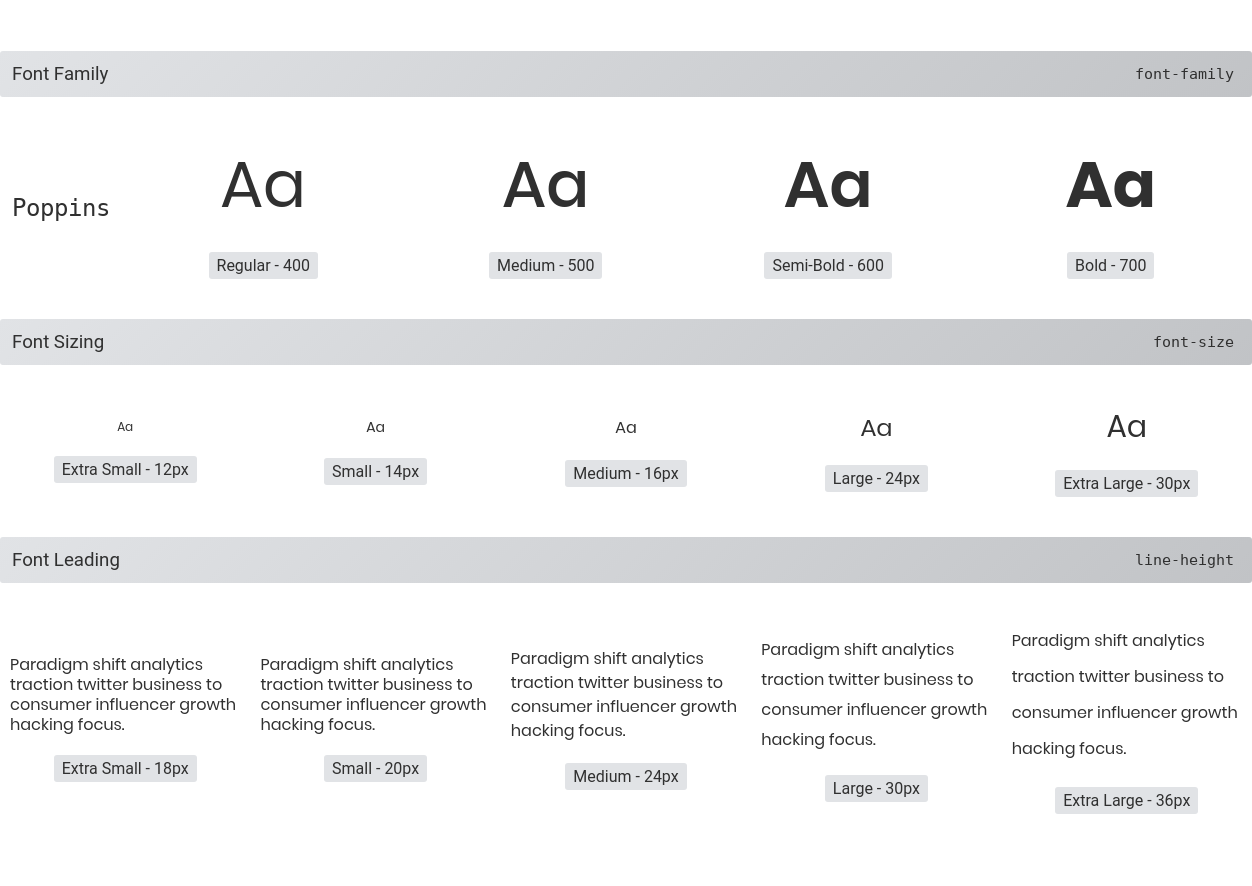 Font Family font-family
Poppins
Aa Aa Aa Aa
Regular - 400 Medium - 500 Semi-Bold - 600 Bold - 700
Font Sizing font-size
Aa Aa Aa Aa Aa
Extra Small - 12px Small - 14px Medium - 16px Large - 24px Extra Large - 30px
Font Leading line-height
Paradigm shift analytics
traction twitter business to
consumer influencer growth
hacking focus.
Extra Small - 18px
Paradigm shift analytics
traction twitter business to
consumer influencer growth
hacking focus.
Small - 20px
Paradigm shift analytics
traction twitter business to
consumer influencer growth
hacking focus.
Medium - 24px
Paradigm shift analytics
traction twitter business to
consumer influencer growth
hacking focus.
Large - 30px
Paradigm shift analytics
traction twitter business to
consumer influencer growth
hacking focus.
Extra Large - 36px